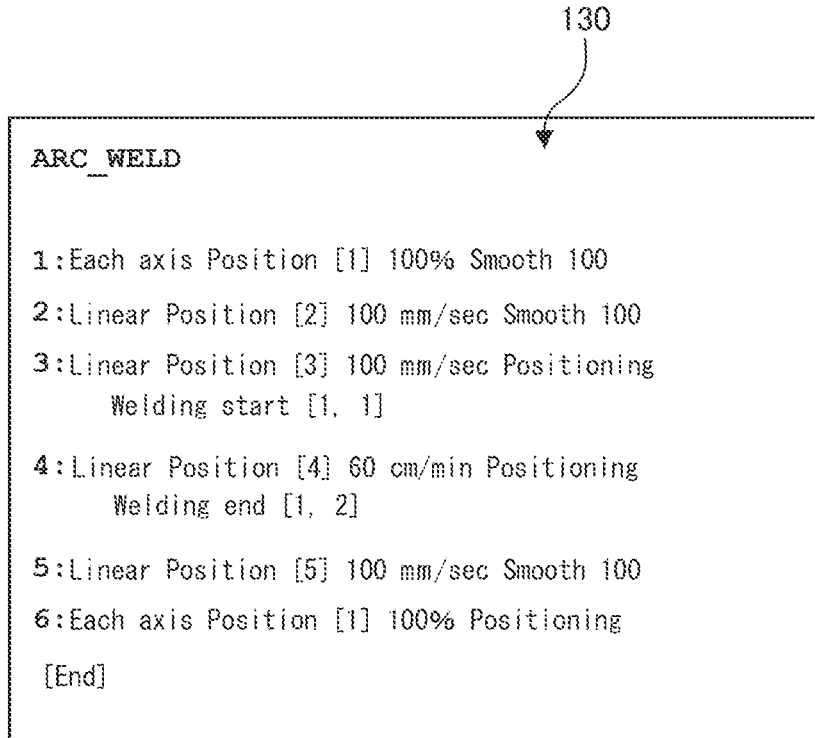 130
ARC_WELD
1:Each axis Position [1] 100% Smooth 100
2:Linear Position [2] 100 mm/sec Smooth 100
3:Linear Position [3] 100 mm/sec Positioning
Welding start [1, 1]
4:Linear Position [4] 60 cm/min Positioning
Welding end [1, 2]
5:Linear Position [5] 100 mm/sec Smooth 100
6:Each axis Position [1] 100% Positioning
[End]